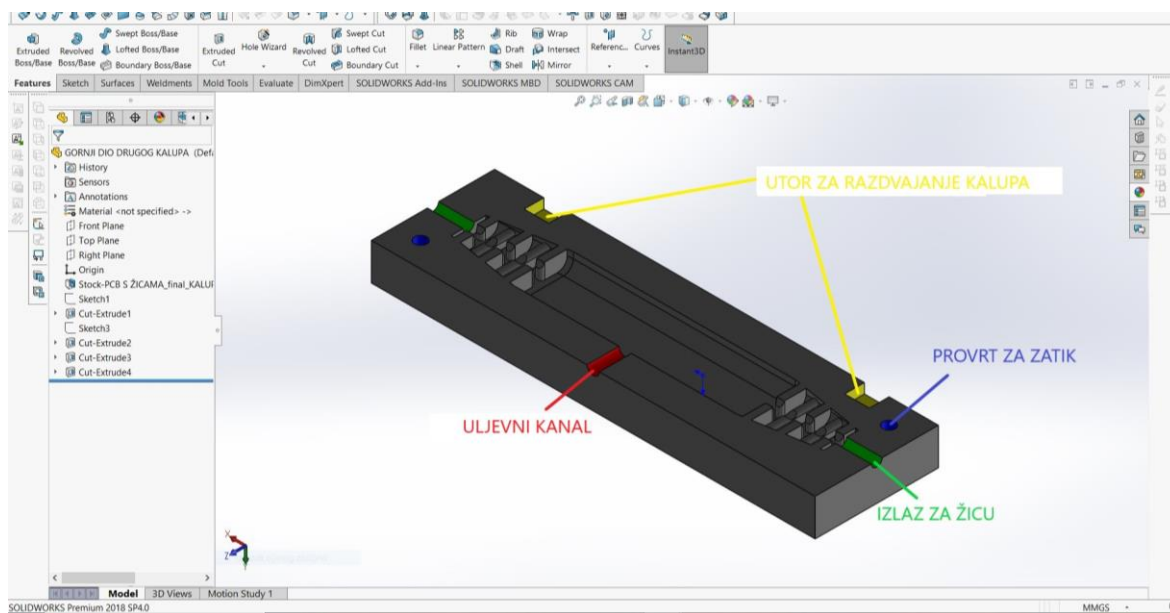 Extruded Boss/Base
Revolved Boss/Base
Swept Boss/Base
Lofted Boss/Base
Boundary Boss/Base
Extruded Cut
Hole Wizard
Revolved Cut
Swept Cut
Lofted Cut
Boundary Cut
Fillet
Linear Pattern
Rib
Draft
Shell
Wrap
Intersect
Mirror
Referenc...
Curves
Instant3D
Features Sketch Surfaces Weldments Mold Tools Evaluate DimXpert SOLIDWORKS Add-Ins SOLIDWORKS MBD SOLIDWORKS CAM
GORNJI DIO DRUGOG KALUPA (Defa
History
Sensors
Annotations
Material <not specified> ->
Front Plane
Top Plane
Right Plane
Origin
Stock-PCB S ŽICAMA_final_KALUF
Sketch1
Cut-Extrude1
Sketch3
Cut-Extrude2
Cut-Extrude3
Cut-Extrude4
UTOR ZA RAZDVAJANJE KALUPA
PROVRT ZA ZATIK
ULJEVNI KANAL
IZLAZ ZA ŽICU
X
Z
Model 3D Views Motion Study 1
SOLIDWORKS Premium 2018 SP4.0
MMGS